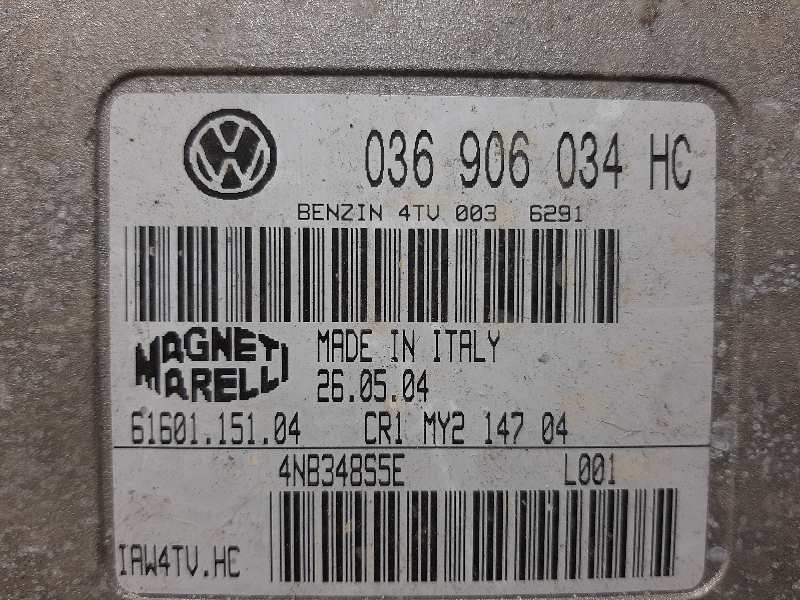 036 906 034 HC
BENZIN 4TV 003 6291
MAGNETI MARELLI
MADE IN ITALY
26.05.04
61601.151.04 CR1 MY2 147 04
4NB348S5E L001
IAW4TV.HC